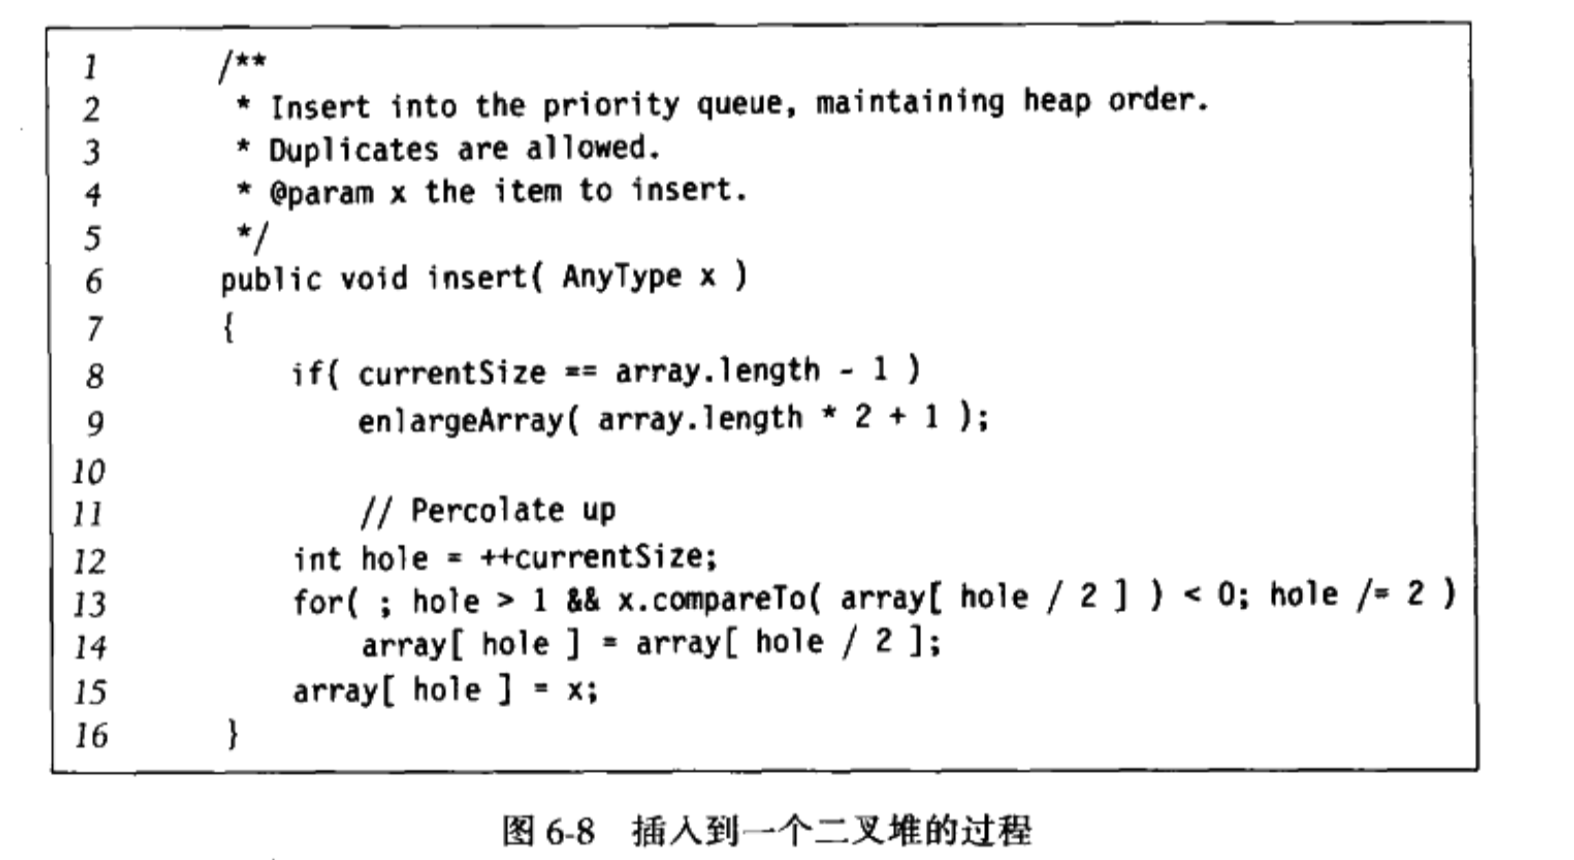 1 /**
2 * Insert into the priority queue, maintaining heap order.
3 * Duplicates are allowed.
4 * @param x the item to insert.
5 */
6 public void insert( AnyType x )
7 {
8 if( currentSize == array.length - 1 )
9 enlargeArray( array.length * 2 + 1 );
10
11 // Percolate up
12 int hole = ++currentSize;
13 for( ; hole > 1 && x.compareTo( array[ hole / 2 ] ) < 0; hole /= 2 )
14 array[ hole ] = array[ hole / 2 ];
15 array[ hole ] = x;
16 }
图 6-8 插入到一个二叉堆的过程